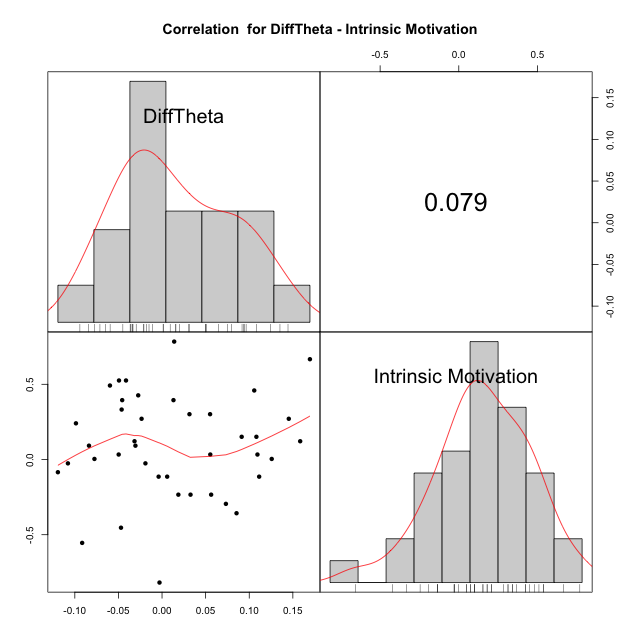 Correlation  for DiffTheta - Intrinsic Motivation
-0.5 0.0 0.5
DiffTheta
0.079
0.15
0.10
0.05
0.00
-0.05
-0.10
Intrinsic Motivation
0.5
0.0
-0.5
-0.10 -0.05 0.00 0.05 0.10 0.15